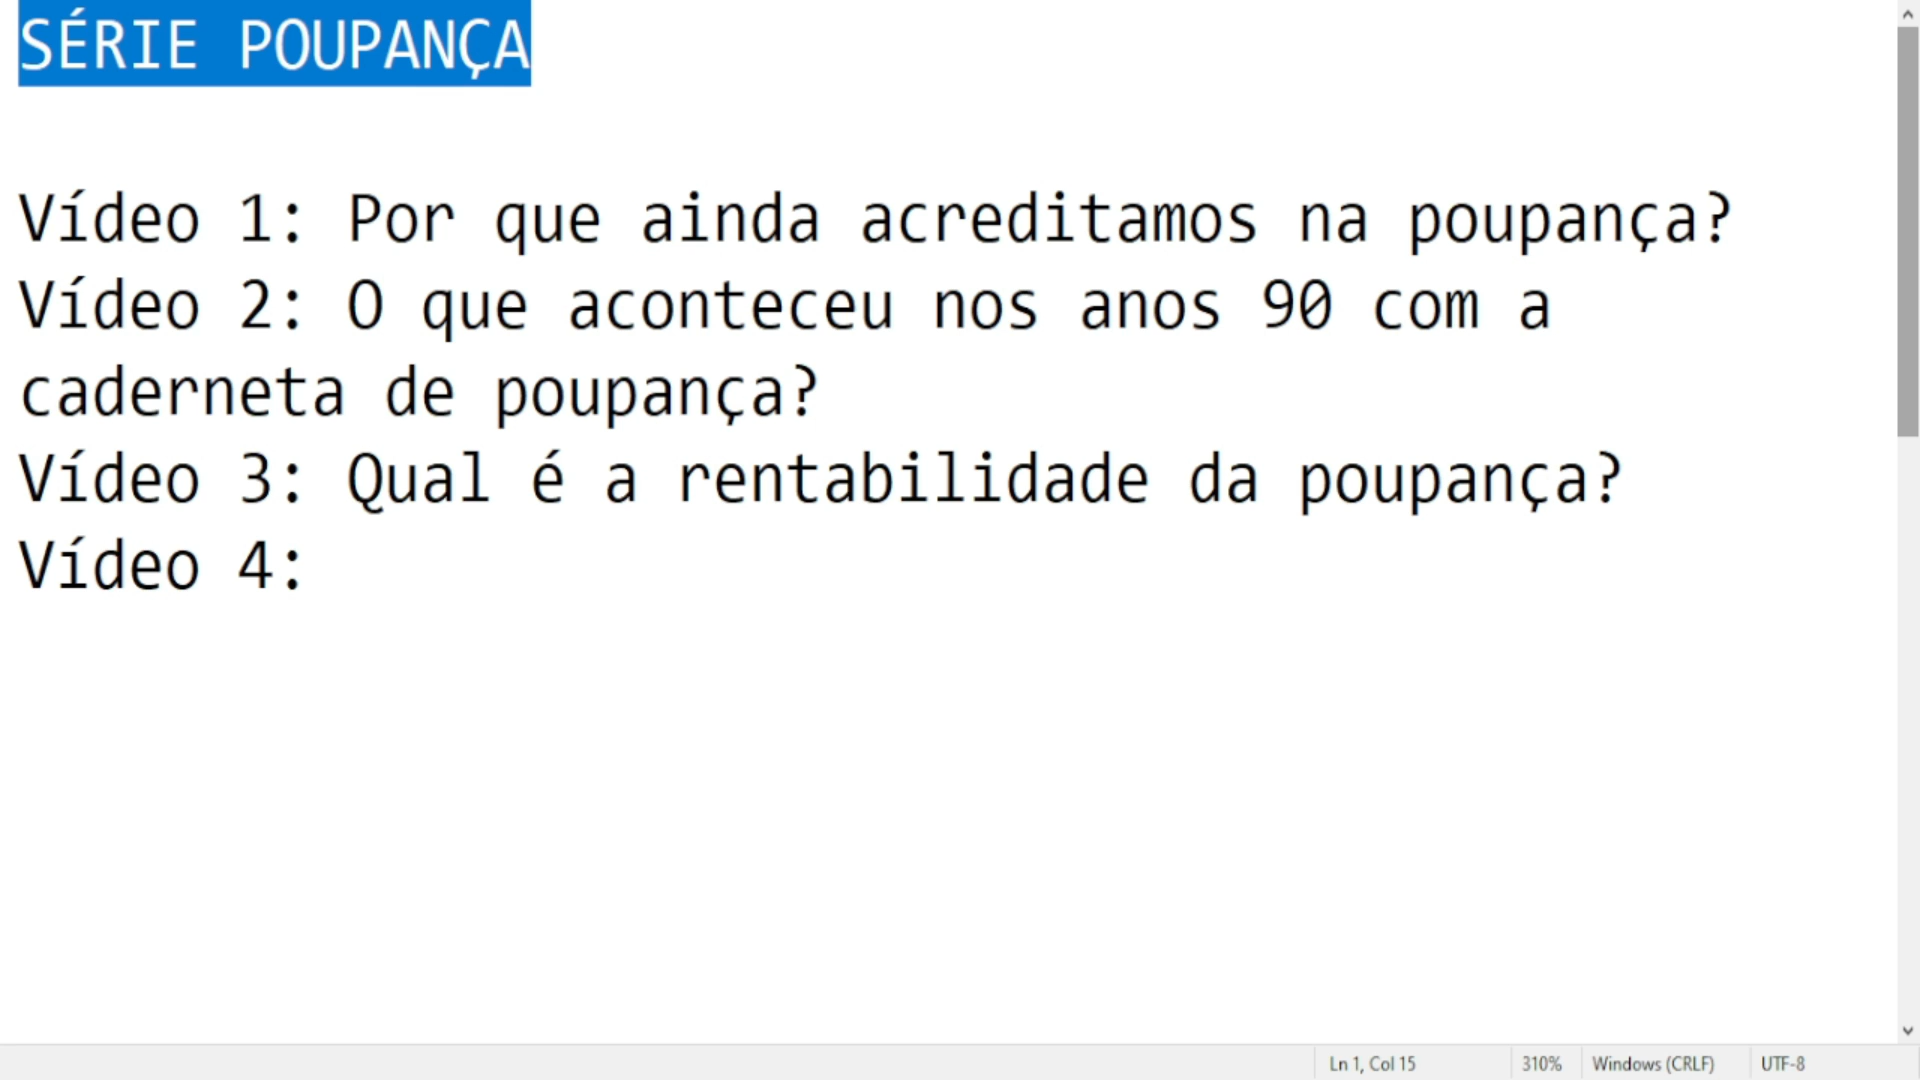 SÉRIE POUPANÇA
Vídeo 1: Por que ainda acreditamos na poupança?
Vídeo 2: O que aconteceu nos anos 90 com a
caderneta de poupança?
Vídeo 3: Qual é a rentabilidade da poupança?
Vídeo 4:
Ln 1, Col 15 310% Windows (CRLF) UTF-8